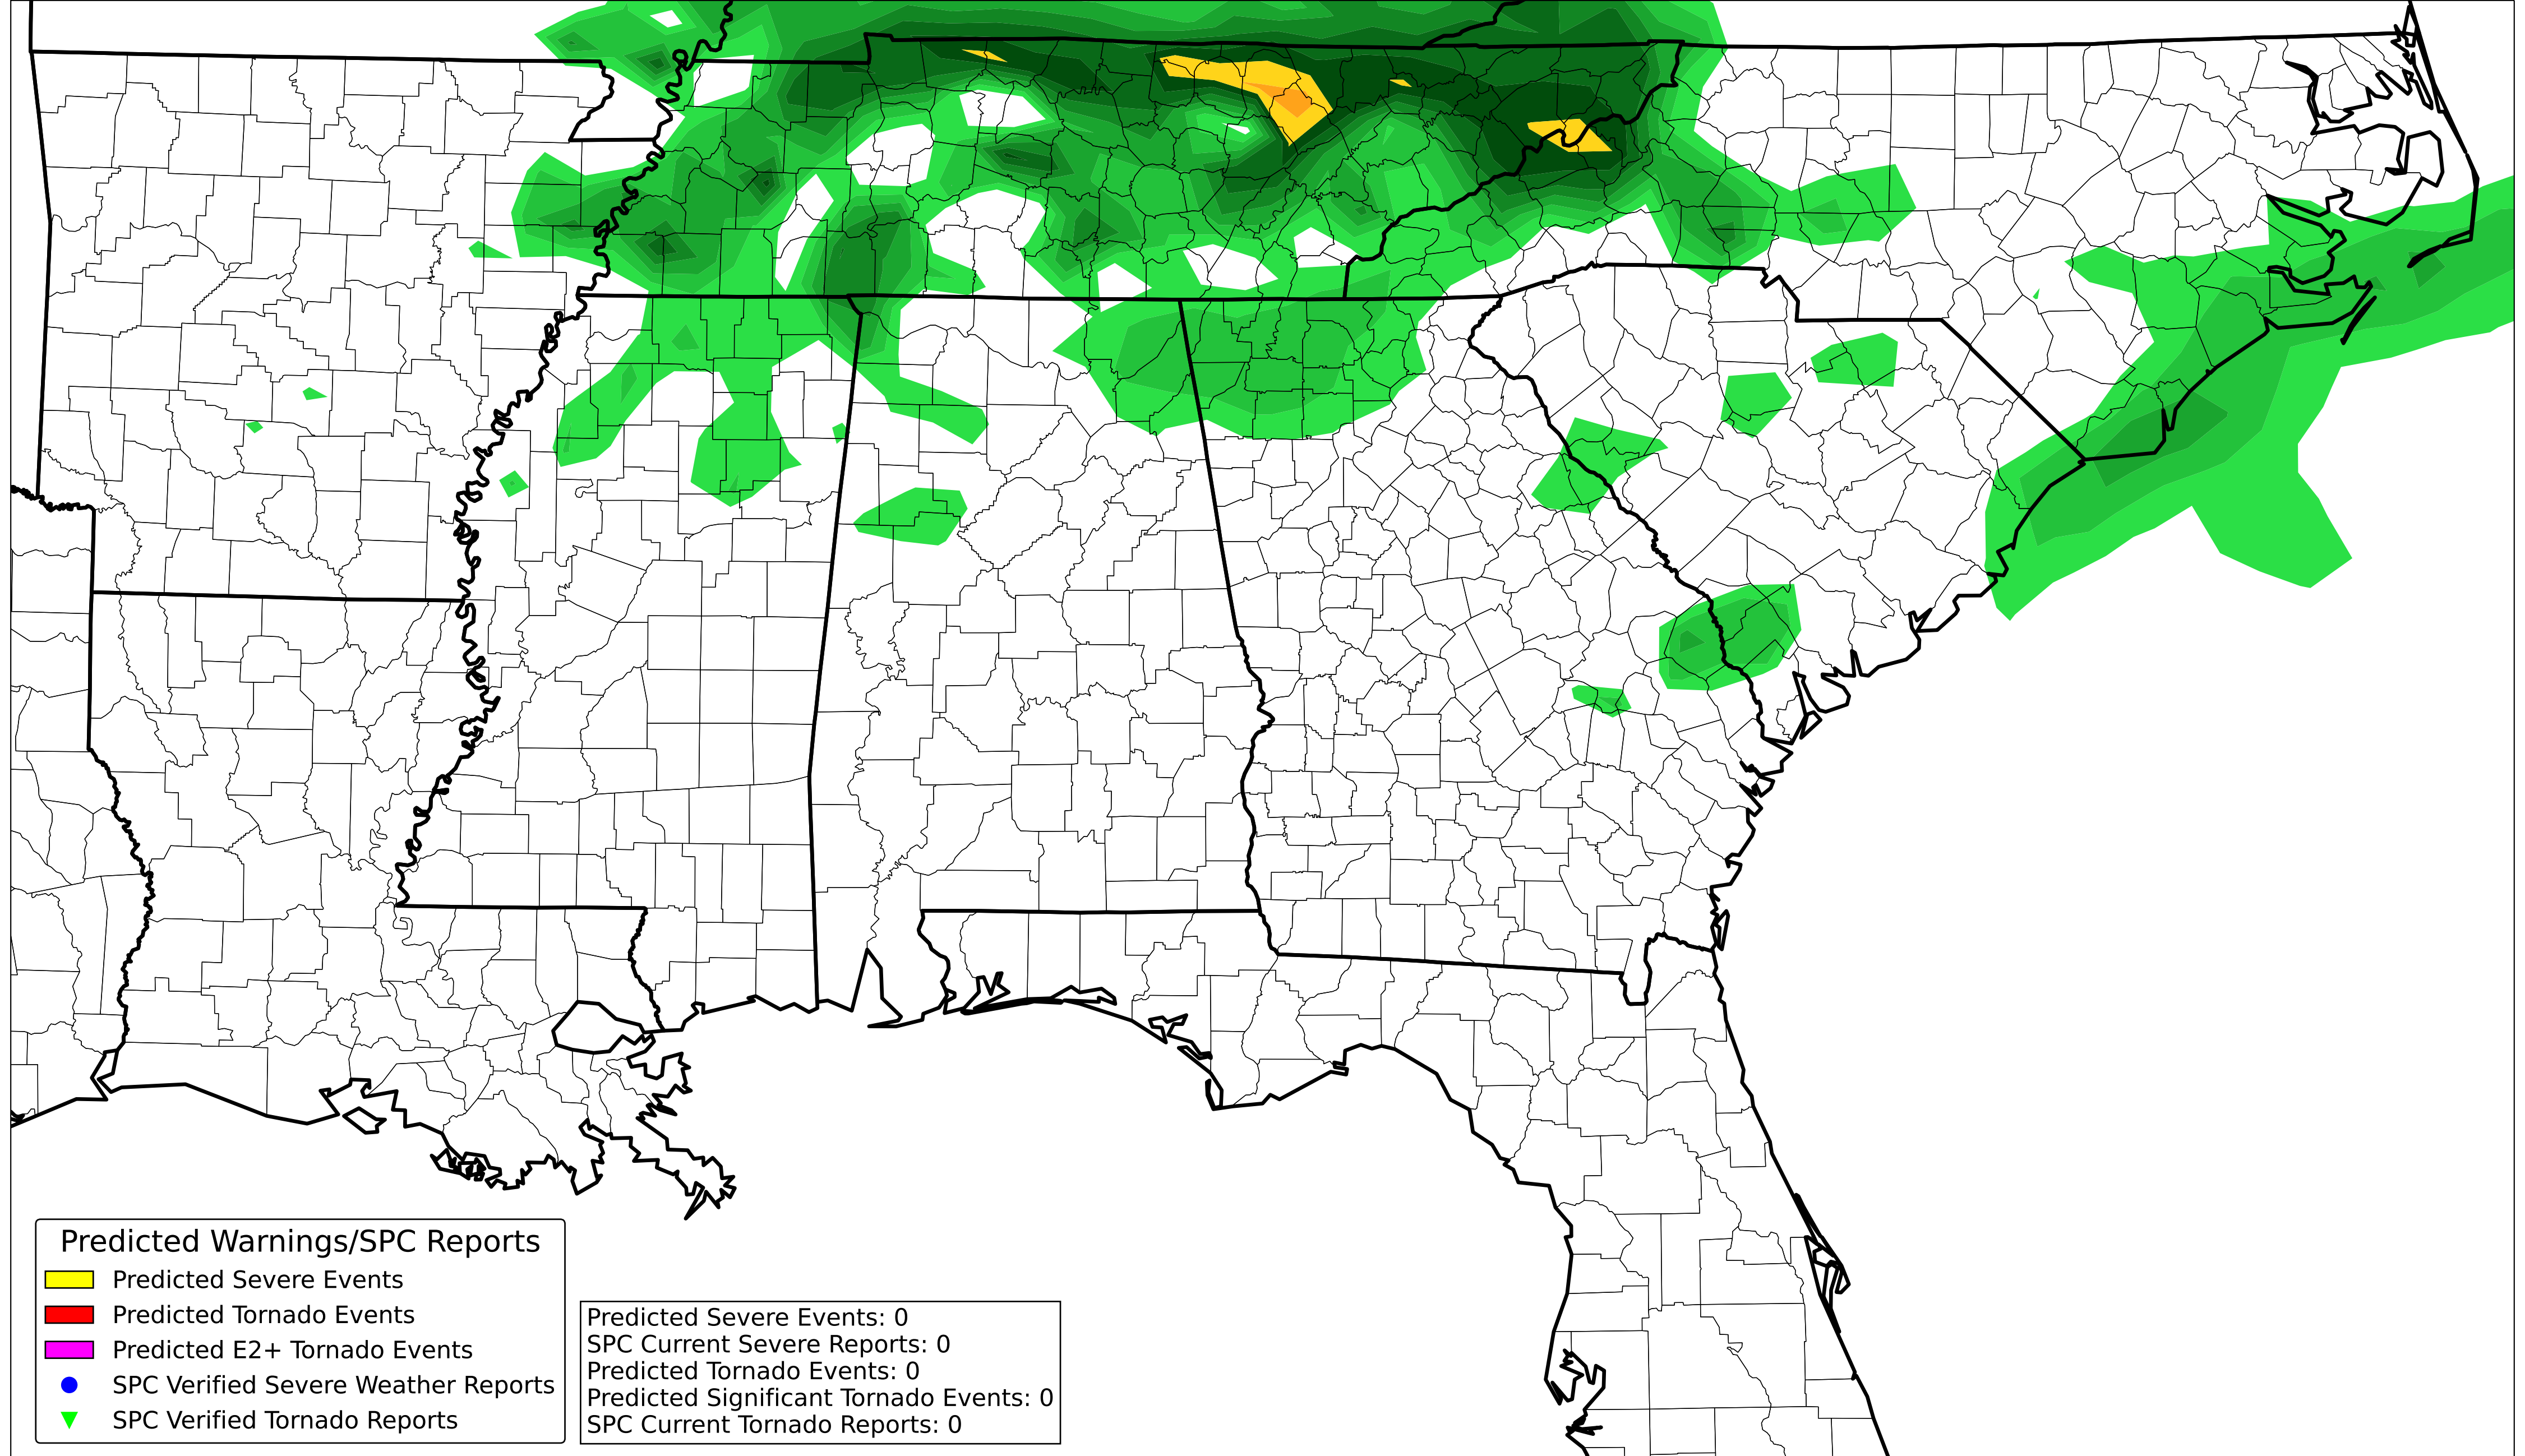 Predicted Warnings/SPC Reports
Predicted Severe Events
Predicted Tornado Events
Predicted E2+ Tornado Events
SPC Verified Severe Weather Reports
SPC Verified Tornado Reports
Predicted Severe Events: 0
SPC Current Severe Reports: 0
Predicted Tornado Events: 0
Predicted Significant Tornado Events: 0
SPC Current Tornado Reports: 0